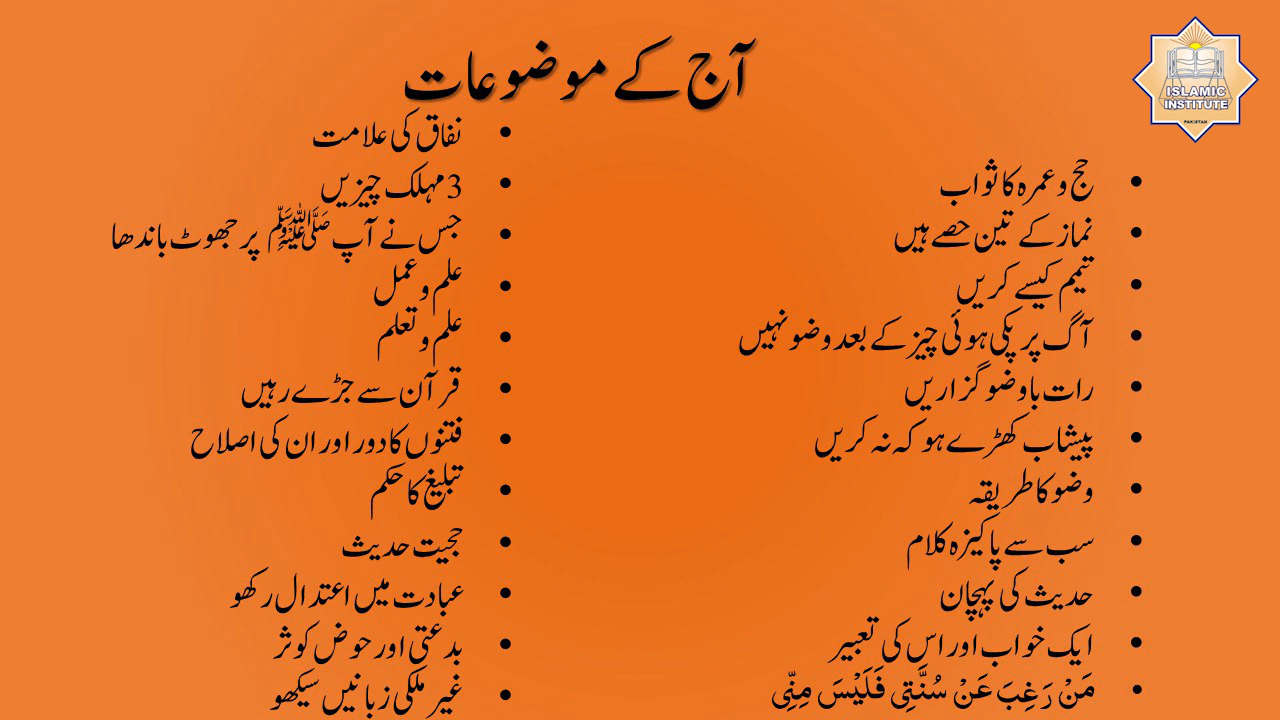 آج کے موضوعات
ISLAMIC
INSTITUTE
PAKISTAN
• حج و عمرہ کا ثواب
• نماز کے تین حصے ہیں
• تیمم کیسے کریں
• آگ پر پکی ہوئی چیز کے بعد وضو نہیں
• رات باوضو گزاریں
• پیشاب کھڑے ہو کہ نہ کریں
• وضو کا طریقہ
• سب سے پاکیزہ کلام
• حدیث کی پہچان
• ایک خواب اور اس کی تعبیر
• مَنْ رَغِبَ عَنْ سُنَّتِی فَلَیْسَ مِنِّی
• نفاق کی علامت
• 3 مہلک چیزیں
• جس نے آپ ﷺ پر جھوٹ باندھا
• علم و عمل
• علم و تعلم
• قرآن سے جڑے رہیں
• فتنوں کا دور اور ان کی اصلاح
• تبلیغ کا حکم
• حجیت حدیث
• عبادت میں اعتدال رکھو
• بدعتی اور حوض کوثر
• غیر ملکی زبانیں سیکھو